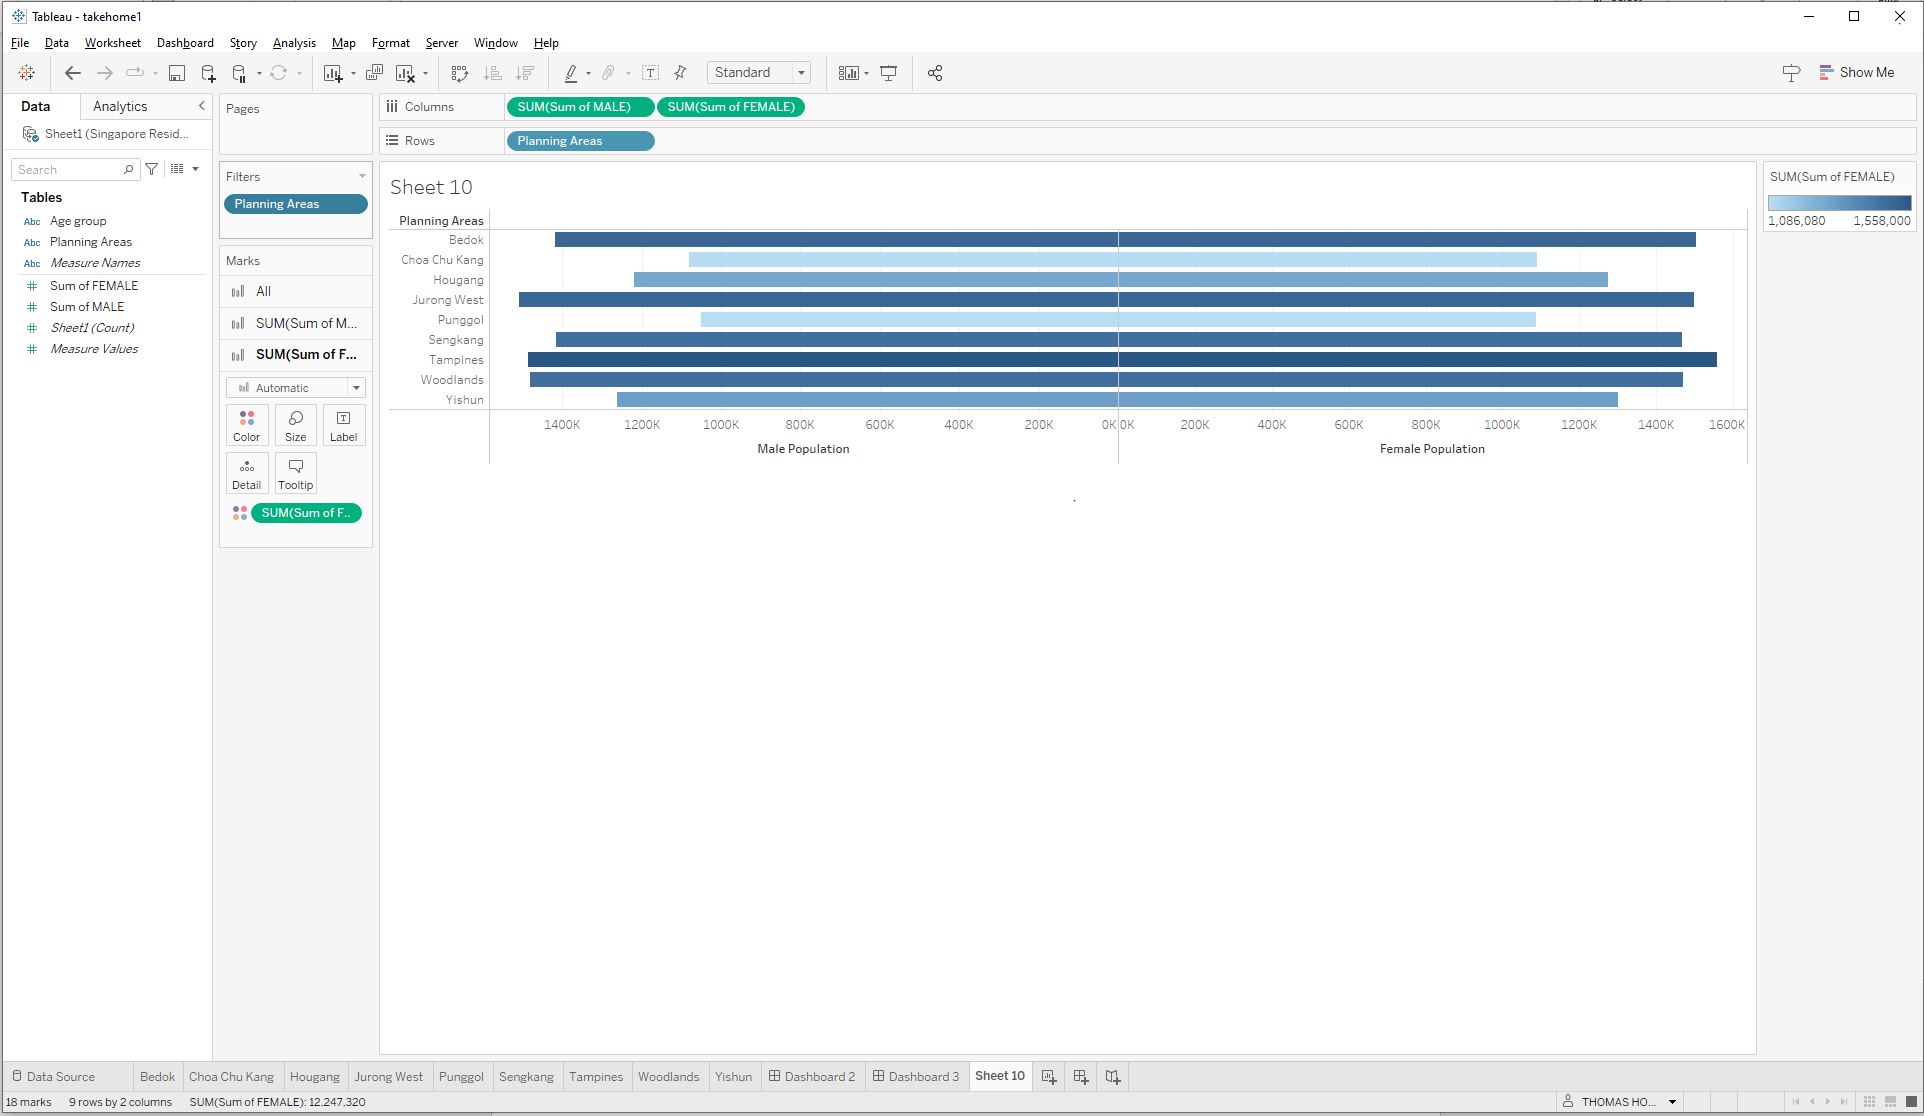 Tableau - takehome1
File Data Worksheet Dashboard Story Analysis Map Format Server Window Help
Standard
Show Me
Data Analytics
Sheet1 (Singapore Resid...
Search
Tables
Abc Age group
Abc Planning Areas
Abc Measure Names
# Sum of FEMALE
# Sum of MALE
# Sheet1 (Count)
# Measure Values
Pages
Filters
Planning Areas
Marks
All
SUM(Sum of M...
SUM(Sum of F...
Automatic
Color Size Label
Detail Tooltip
SUM(Sum of F..
Columns SUM(Sum of MALE) SUM(Sum of FEMALE)
Rows Planning Areas
Sheet 10
Planning Areas
Bedok
Choa Chu Kang
Hougang
Jurong West
Punggol
Sengkang
Tampines
Woodlands
Yishun
1400K 1200K 1000K 800K 600K 400K 200K 0K 0K 200K 400K 600K 800K 1000K 1200K 1400K 1600K
Male Population Female Population
SUM(Sum of FEMALE)
1,086,080 1,558,000
Data Source Bedok Choa Chu Kang Hougang Jurong West Punggol Sengkang Tampines Woodlands Yishun Dashboard 2 Dashboard 3 Sheet 10
18 marks 9 rows by 2 columns SUM(Sum of FEMALE): 12,247,320 THOMAS HO...